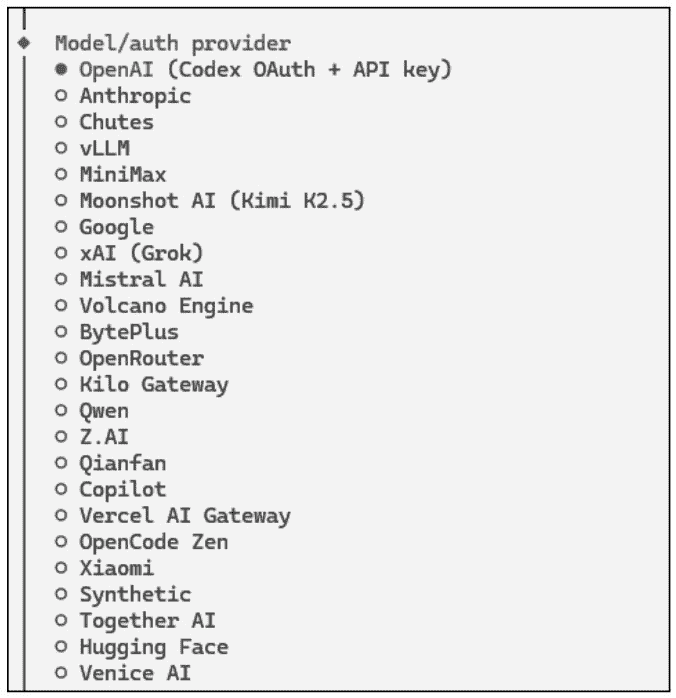 Model/auth provider
OpenAI (Codex OAuth + API key)
Anthropic
Chutes
vLLM
MiniMax
Moonshot AI (Kimi K2.5)
Google
xAI (Grok)
Mistral AI
Volcano Engine
BytePlus
OpenRouter
Kilo Gateway
Qwen
Z.AI
Qianfan
Copilot
Vercel AI Gateway
OpenCode Zen
Xiaomi
Synthetic
Together AI
Hugging Face
Venice AI